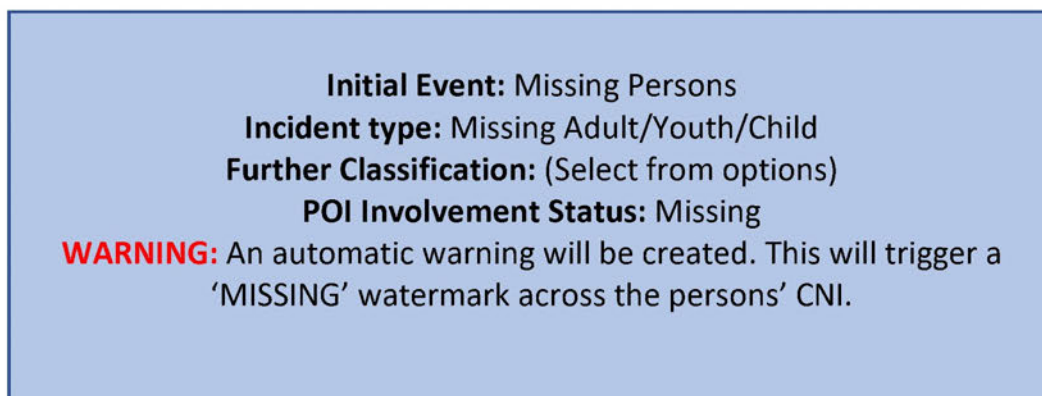 Initial Event: Missing Persons
Incident type: Missing Adult/Youth/Child
Further Classification: (Select from options)
POI Involvement Status: Missing
WARNING: An automatic warning will be created. This will trigger a
‘MISSING’ watermark across the persons’ CNI.